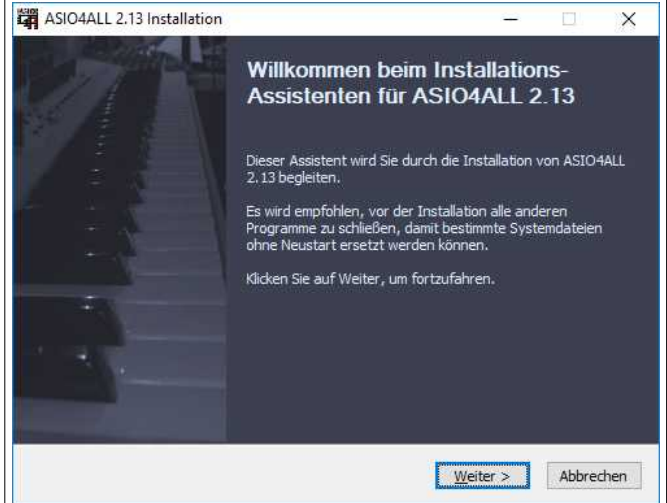 ASIO4ALL 2.13 Installation
Willkommen beim Installations-
Assistenten für ASIO4ALL 2.13
Dieser Assistent wird Sie durch die Installation von ASIO4ALL
2.13 begleiten.
Es wird empfohlen, vor der Installation alle anderen
Programme zu schließen, damit bestimmte Systemdateien
ohne Neustart ersetzt werden können.
Klicken Sie auf Weiter, um fortzufahren.
Weiter >
Abbrechen